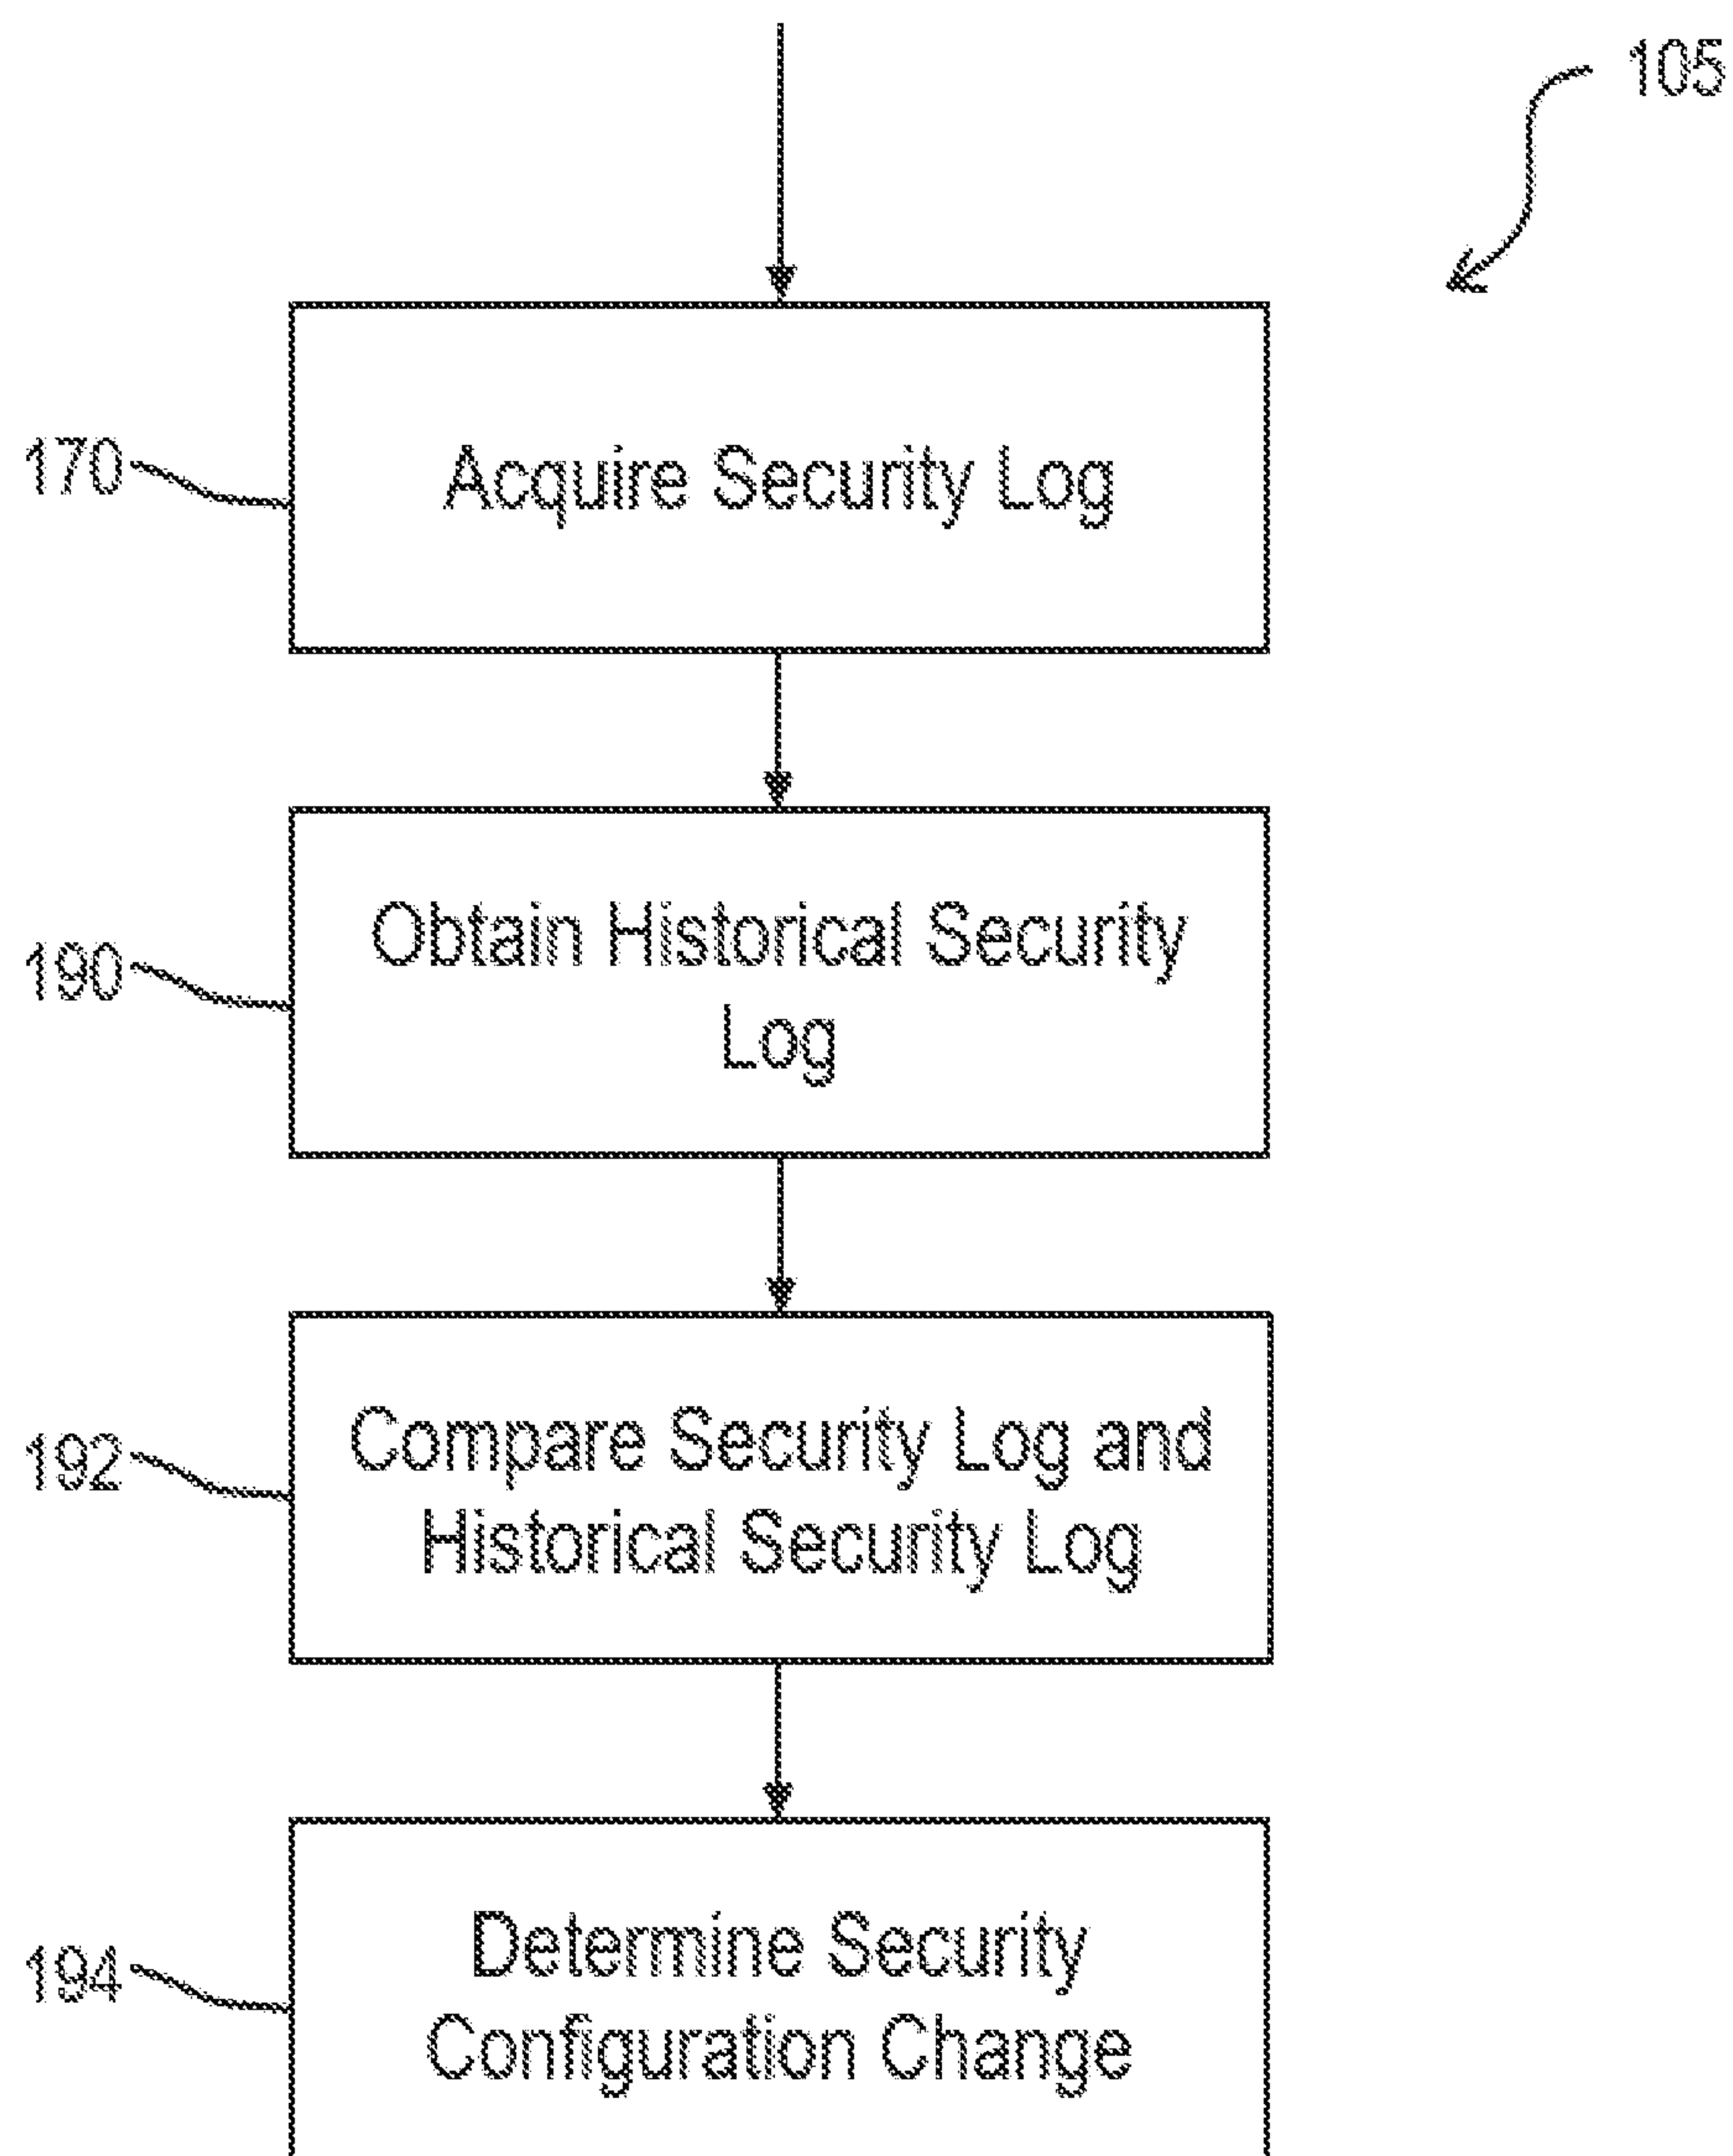 105
170
Acquire Security Log
190
Obtain Historical Security
Log
192
Compare Security Log and
Historical Security Log
194
Determine Security
Configuration Change